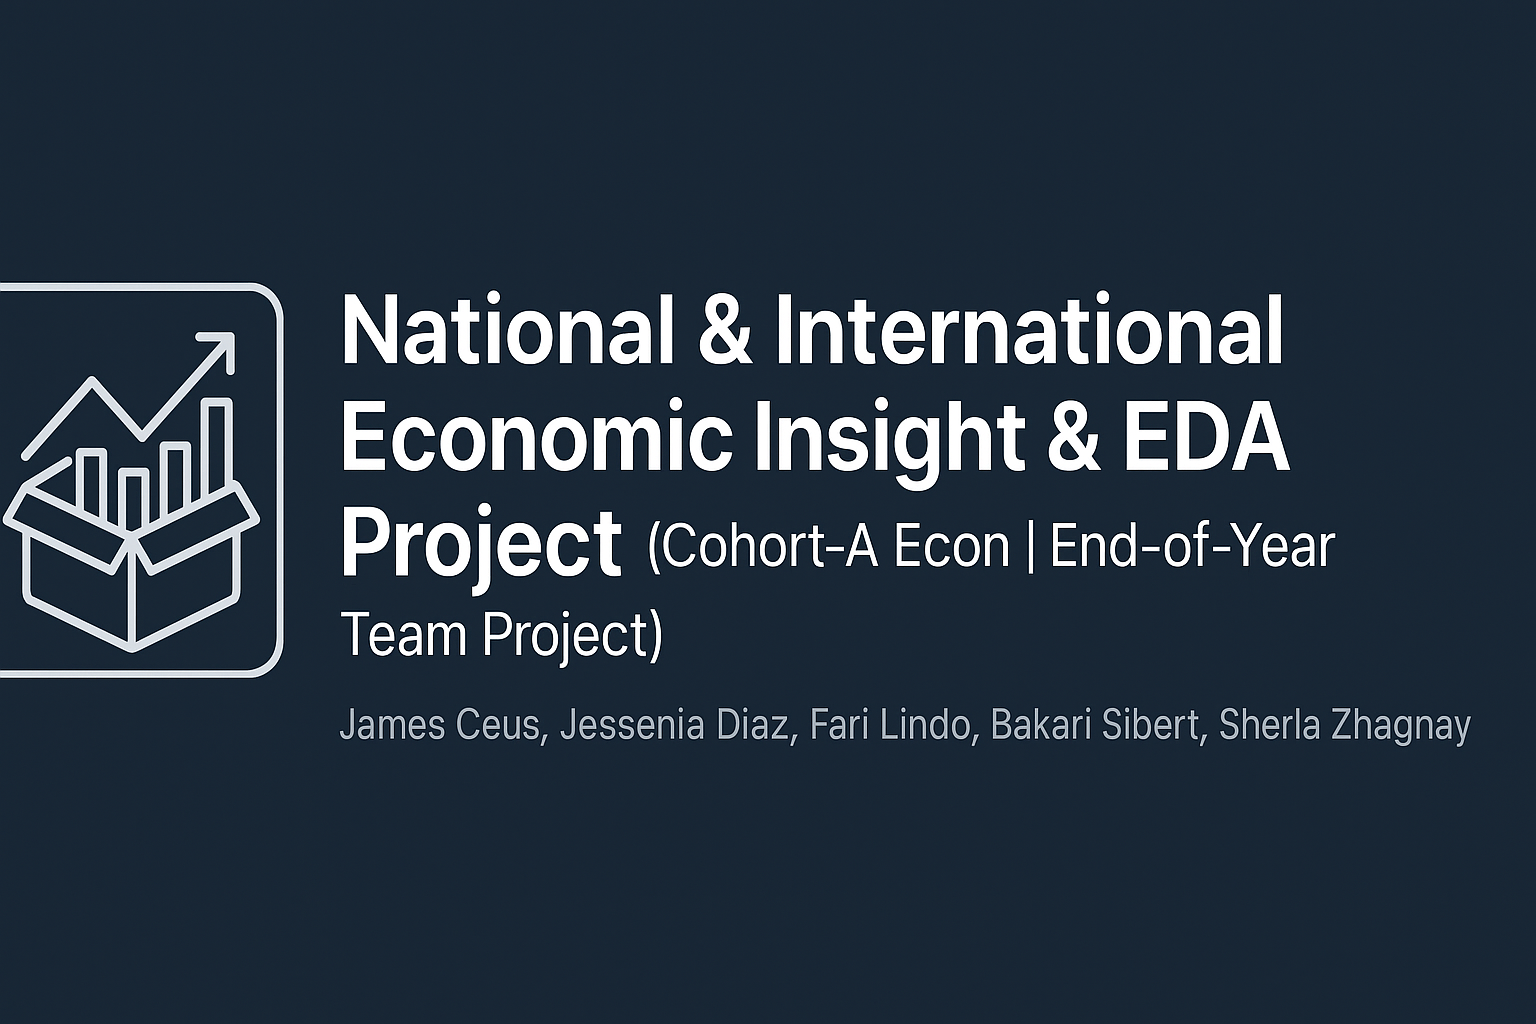 National & International
Economic Insight & EDA
Project (Cohort-A Econ | End-of-Year
Team Project)
James Ceus, Jessenia Diaz, Fari Lindo, Bakari Sibert, Sherla Zhagnay